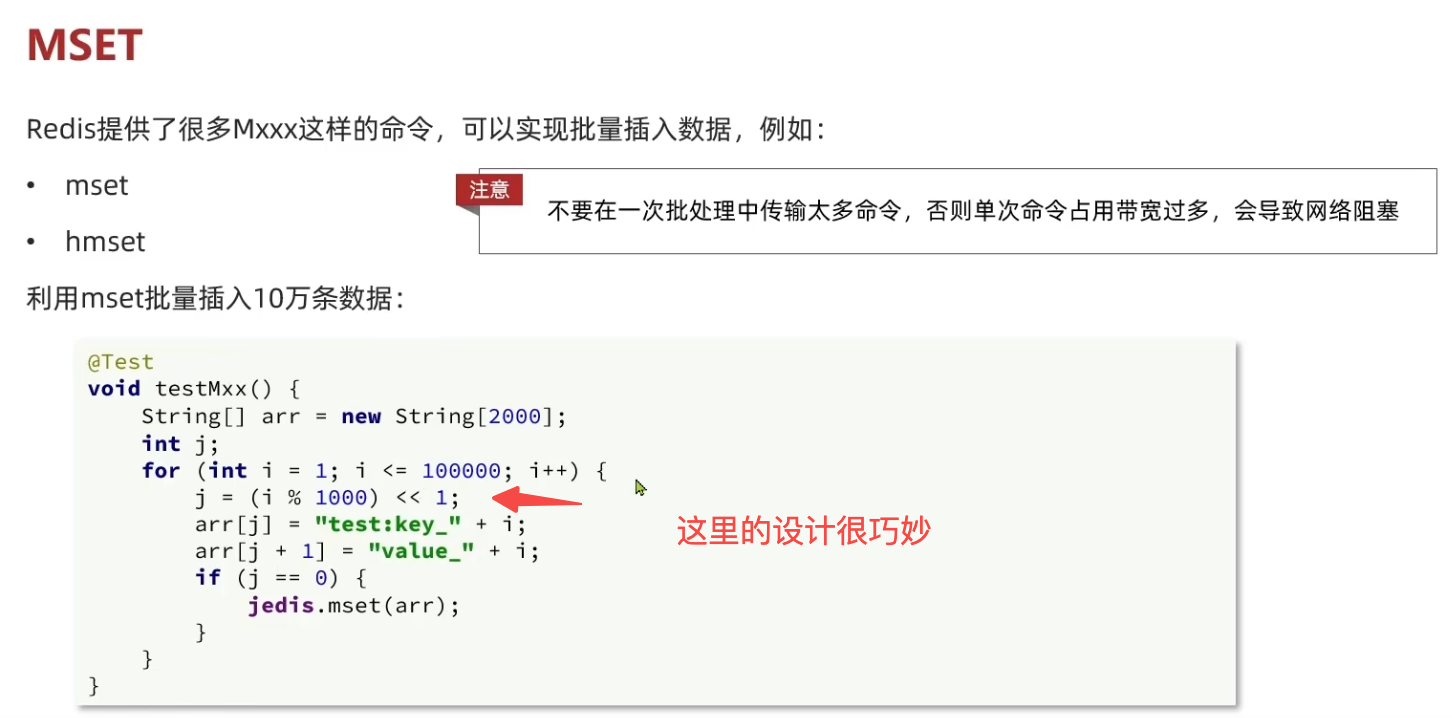 MSET
Redis提供了很多Mxxx这样的命令，可以实现批量插入数据，例如：
• mset
• hmset
注意
不要在一次批处理中传输太多命令，否则单次命令占用带宽过多，会导致网络阻塞
利用mset批量插入10万条数据：
@Test
void testMxx() {
    String[] arr = new String[2000];
    int j;
    for (int i = 1; i <= 100000; i++) {
        j = (i % 1000) << 1;
        arr[j] = "test:key_" + i;
        arr[j + 1] = "value_" + i;
        if (j == 0) {
            jedis.mset(arr);
        }
    }
}
这里的设计很巧妙